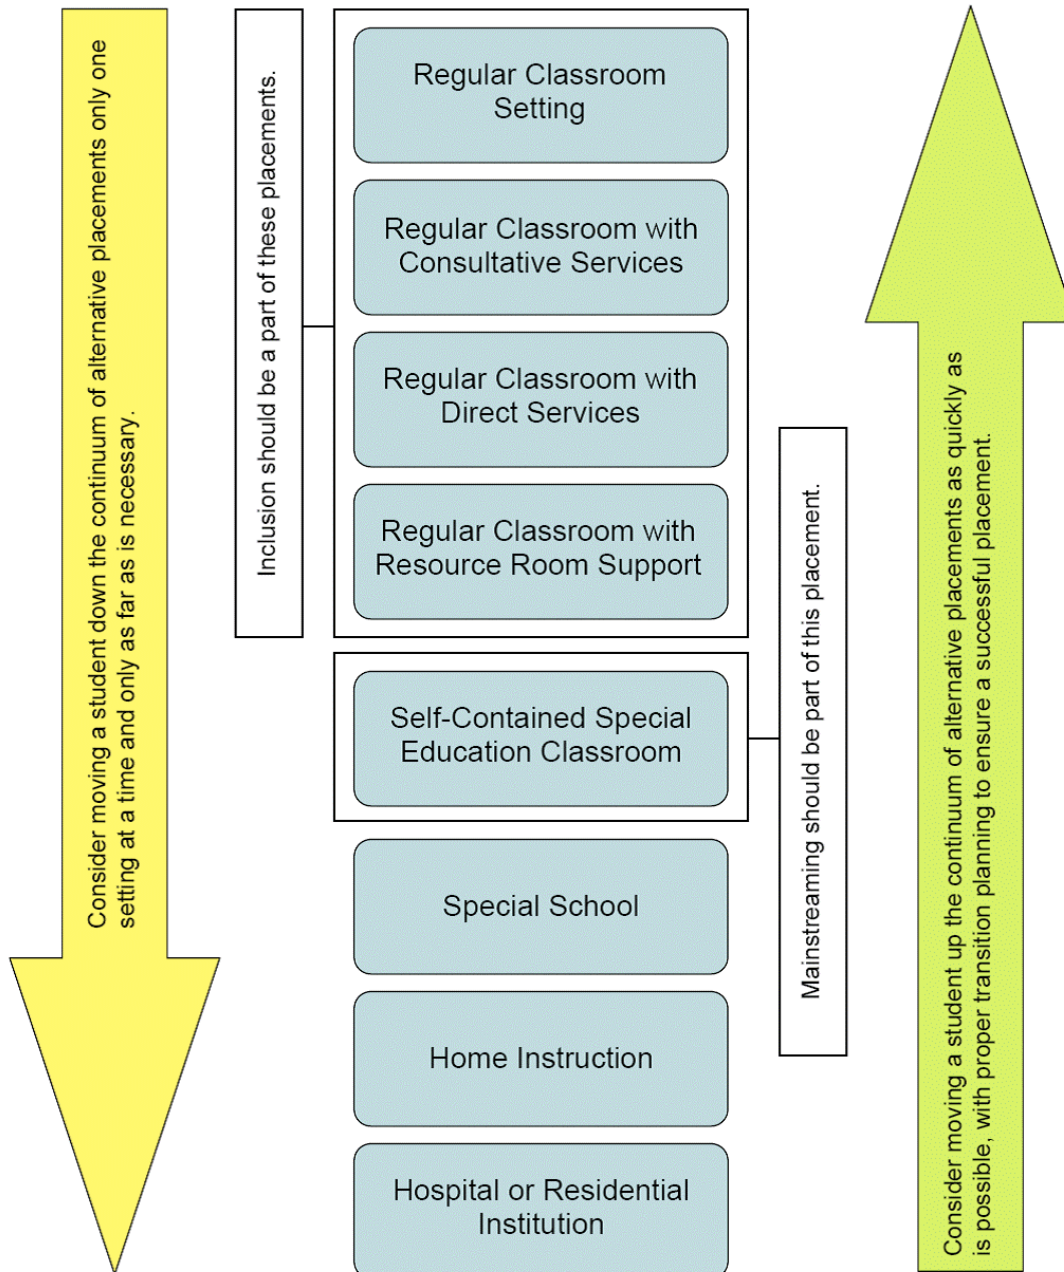 Consider moving a student down the continuum of alternative placements only one
setting at a time and only as far as is necessary.
Inclusion should be a part of these placements.
Regular Classroom
Setting
Regular Classroom with
Consultative Services
Regular Classroom with
Direct Services
Regular Classroom with
Resource Room Support
Self-Contained Special
Education Classroom
Special School
Home Instruction
Hospital or Residential
Institution
Mainstreaming should be part of this placement.
Consider moving a student up the continuum of alternative placements as quickly as
is possible, with proper transition planning to ensure a successful placement.